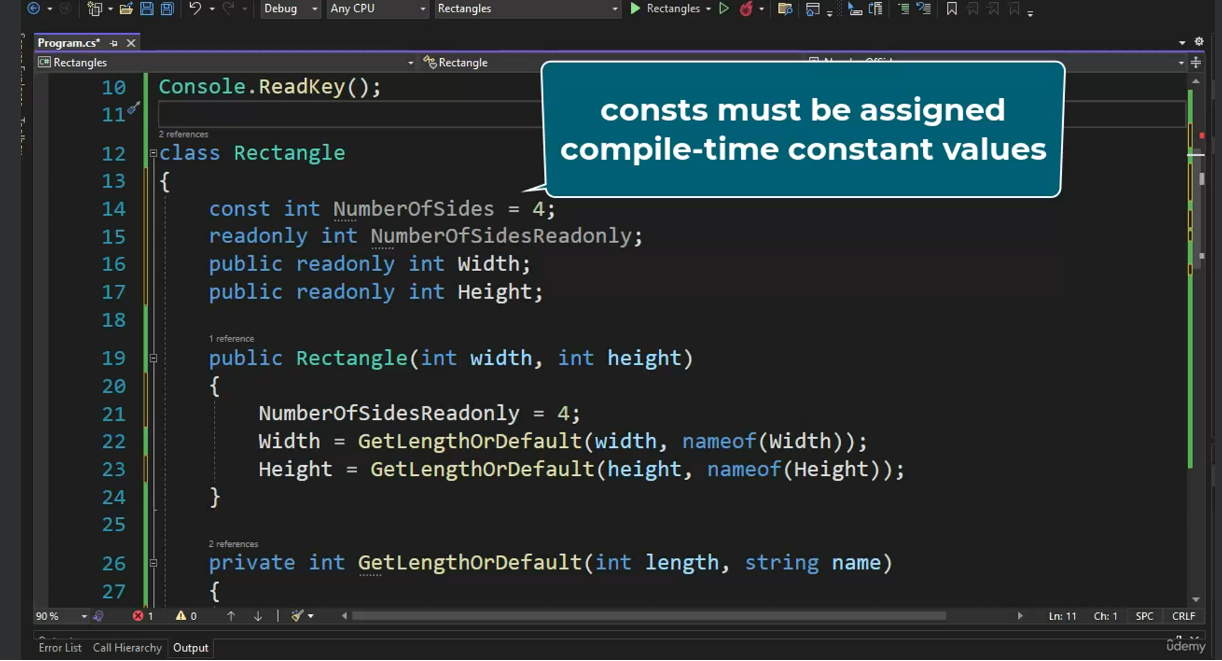 Debug Any CPU Rectangles Rectangles
Program.cs*
C# Rectangles Rectangle
consts must be assigned
compile-time constant values
10 Console.ReadKey();
11
2 references
12 class Rectangle
13 {
14 const int NumberOfSides = 4;
15 readonly int NumberOfSidesReadonly;
16 public readonly int Width;
17 public readonly int Height;
18
1 reference
19 public Rectangle(int width, int height)
20 {
21 NumberOfSidesReadonly = 4;
22 Width = GetLengthOrDefault(width, nameof(Width));
23 Height = GetLengthOrDefault(height, nameof(Height));
24 }
25
2 references
26 private int GetLengthOrDefault(int length, string name)
27 {
90 % 1 0 Ln: 11 Ch: 1 SPC CRLF
Error List Call Hierarchy Output
udemy